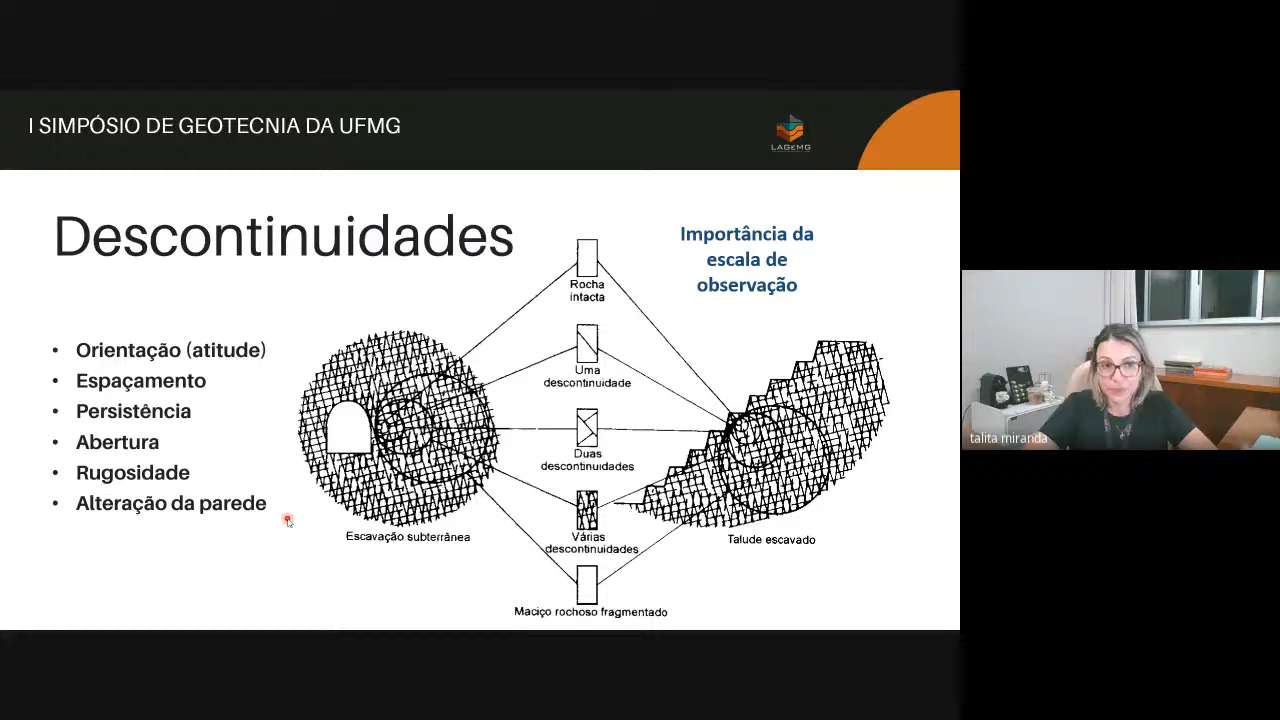 I SIMPÓSIO DE GEOTECNIA DA UFMG
LAGEMG
Descontinuidades
Importância da
escala de
observação
• Orientação (atitude)
• Espaçamento
• Persistência
• Abertura
• Rugosidade
• Alteração da parede
Rocha
intacta
Uma
descontinuidade
Duas
descontinuidades
Várias
descontinuidades
Maciço rochoso fragmentado
Escavação subterrânea
Talude escavado
talita miranda